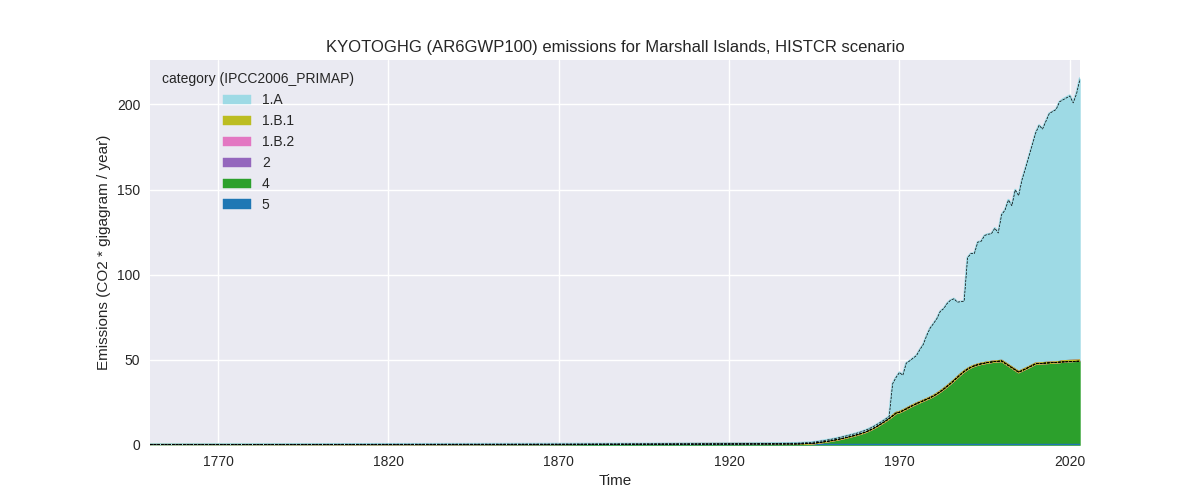 KYOTOGHG (AR6GWP100) emissions for Marshall Islands, HISTCR scenario
category (IPCC2006_PRIMAP)
1.A
1.B.1
1.B.2
2
4
5
Emissions (CO2 * gigagram / year)
200
150
100
50
0
1770
1820
1870
1920
1970
2020
Time